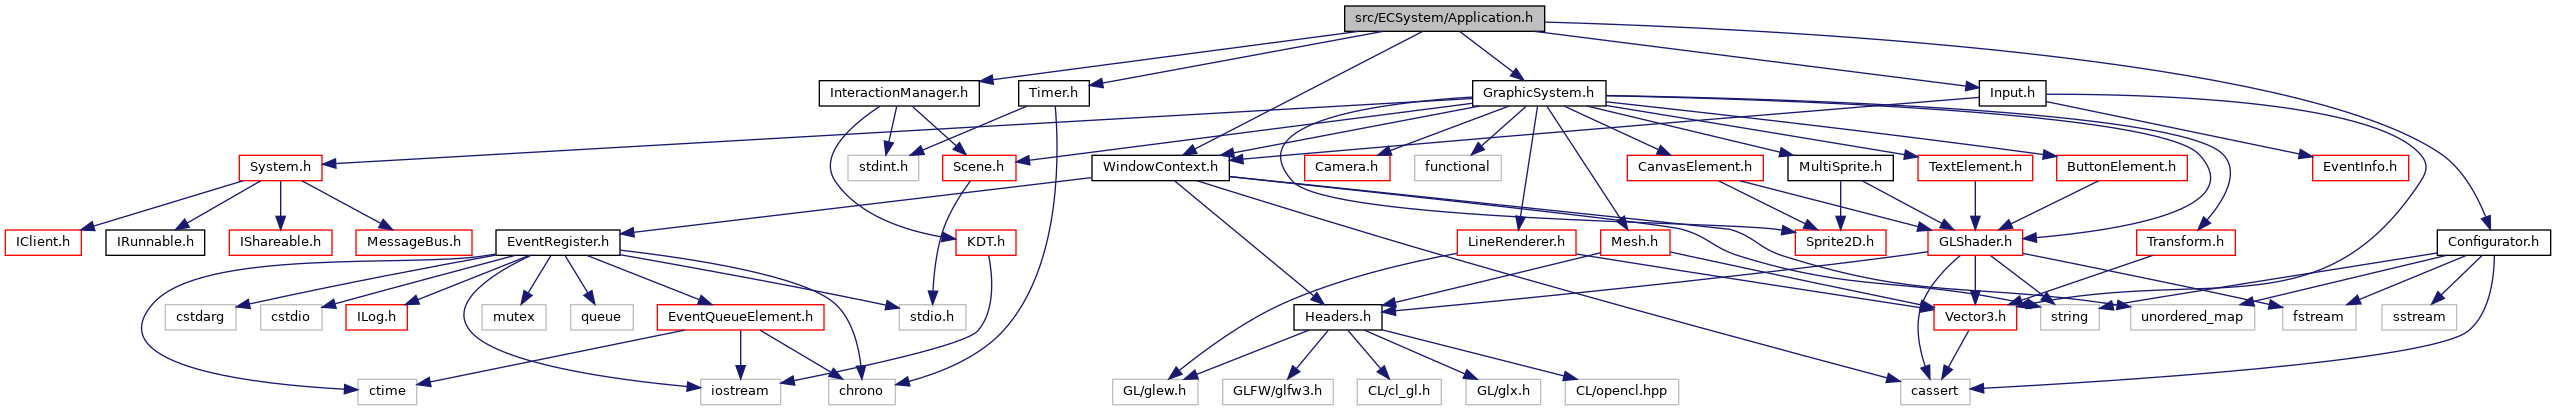 src/ECSystem/Application.h
InteractionManager.h
Timer.h
GraphicSystem.h
Input.h
System.h
stdint.h
Scene.h
WindowContext.h
Camera.h
functional
CanvasElement.h
MultiSprite.h
TextElement.h
ButtonElement.h
EventInfo.h
IClient.h
IRunnable.h
IShareable.h
MessageBus.h
EventRegister.h
KDT.h
LineRenderer.h
Mesh.h
Sprite2D.h
GLShader.h
Transform.h
Configurator.h
cstdarg
cstdio
ILog.h
mutex
queue
EventQueueElement.h
stdio.h
Headers.h
Vector3.h
string
unordered_map
fstream
sstream
ctime
iostream
chrono
GL/glew.h
GLFW/glfw3.h
CL/cl_gl.h
GL/glx.h
CL/opencl.hpp
cassert